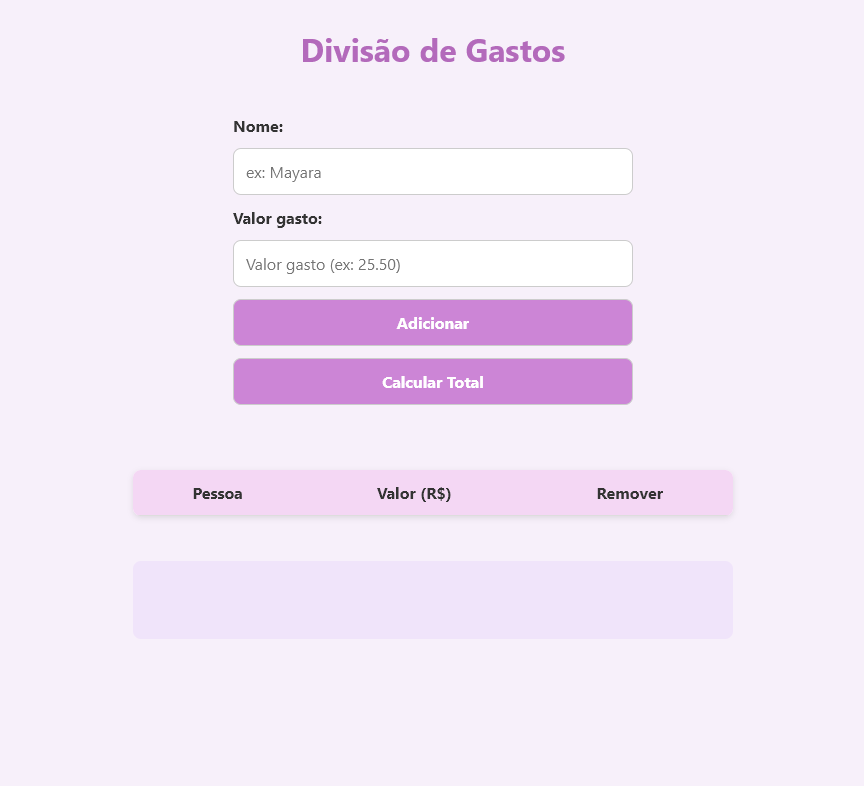 Divisão de Gastos
Nome:
ex: Mayara
Valor gasto:
Valor gasto (ex: 25.50)
Adicionar
Calcular Total
Pessoa Valor (R$) Remover